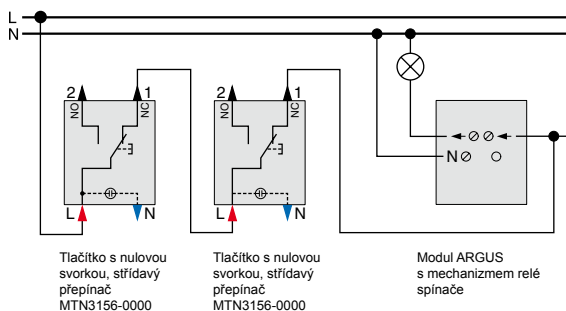 L
N
2
1
NO
NC
L
N
2
1
NO
NC
L
N
N
Tlačítko s nulovou
svorkou, střídavý
přepínač
MTN3156-0000
Tlačítko s nulovou
svorkou, střídavý
přepínač
MTN3156-0000
Modul ARGUS
s mechanizmem relé
spínače